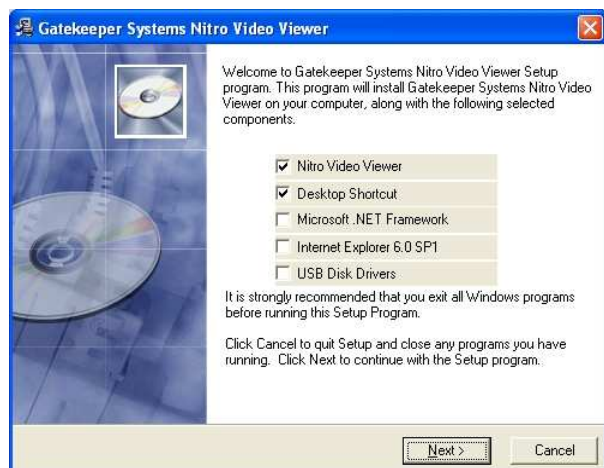 Gatekeeper Systems Nitro Video Viewer
Welcome to Gatekeeper Systems Nitro Video Viewer Setup
program. This program will install Gatekeeper Systems Nitro Video
Viewer on your computer, along with the following selected
components.
Nitro Video Viewer
Desktop Shortcut
Microsoft .NET Framework
Internet Explorer 6.0 SP1
USB Disk Drivers
It is strongly recommended that you exit all Windows programs
before running this Setup Program.
Click Cancel to quit Setup and close any programs you have
running. Click Next to continue with the Setup program.
Next >
Cancel